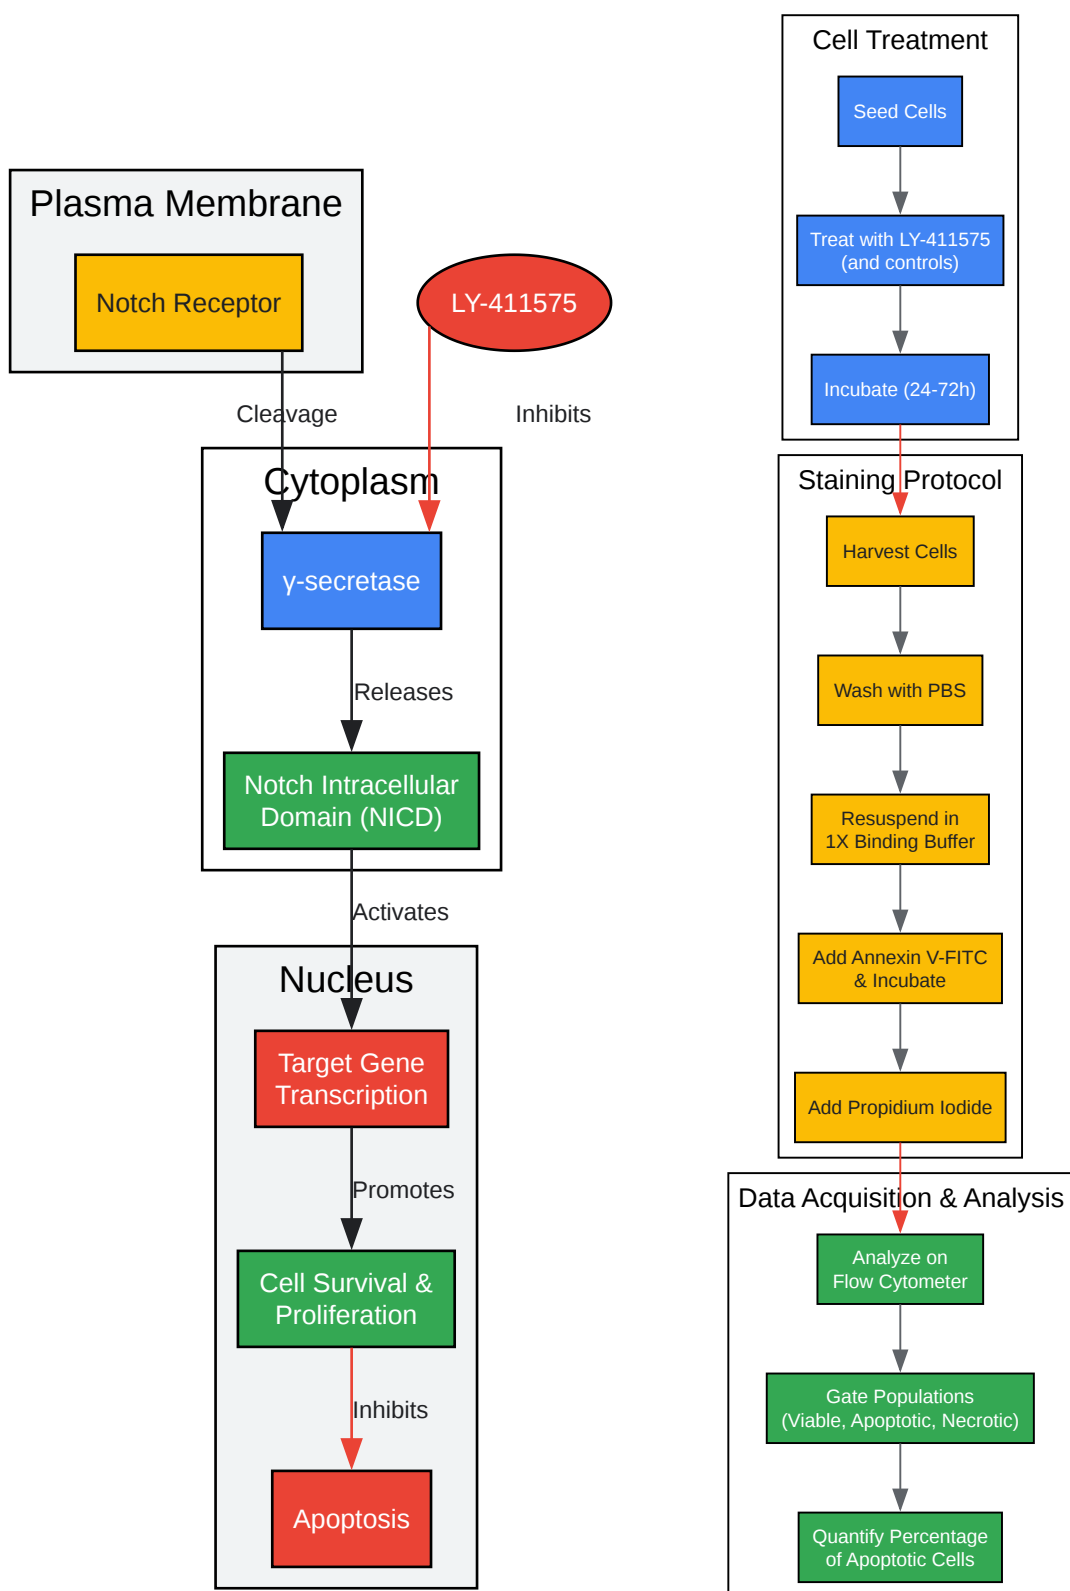 Plasma Membrane
Notch Receptor
LY-411575
Cleavage
Inhibits
Cytoplasm
γ-secretase
Releases
Notch Intracellular
Domain (NICD)
Activates
Nucleus
Target Gene
Transcription
Promotes
Cell Survival &
Proliferation
Inhibits
Apoptosis
Cell Treatment
Seed Cells
Treat with LY-411575
(and controls)
Incubate (24-72h)
Staining Protocol
Harvest Cells
Wash with PBS
Resuspend in
1X Binding Buffer
Add Annexin V-FITC
& Incubate
Add Propidium Iodide
Data Acquisition & Analysis
Analyze on
Flow Cytometer
Gate Populations
(Viable, Apoptotic, Necrotic)
Quantify Percentage
of Apoptotic Cells